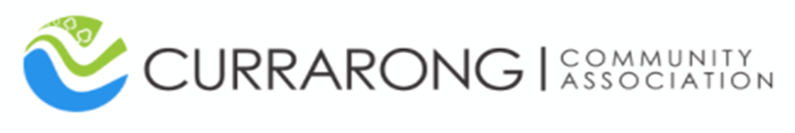 CURRARONG | COMMUNITY
ASSOCIATION